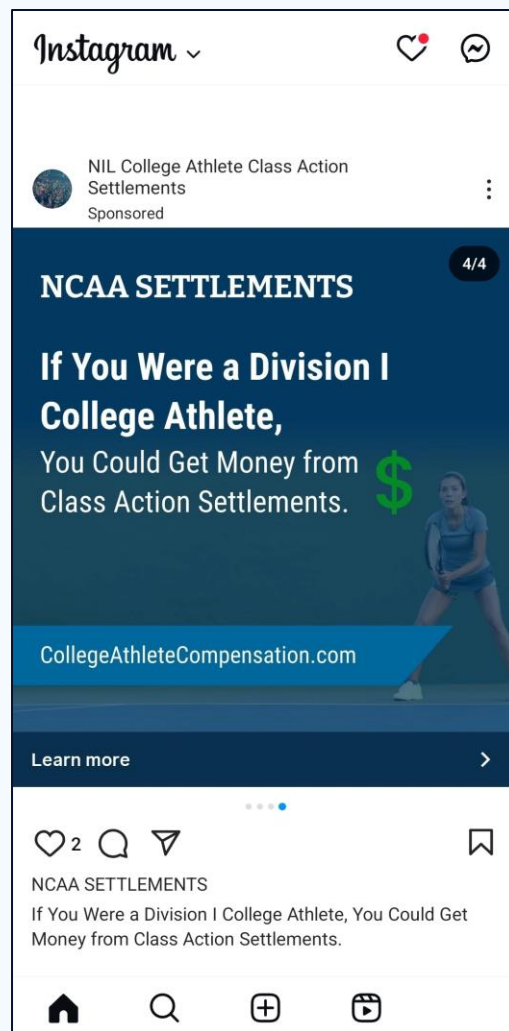 Instagram
NIL College Athlete Class Action
Settlements
Sponsored
4/4
NCAA SETTLEMENTS
If You Were a Division I
College Athlete,
You Could Get Money from
Class Action Settlements.
$
CollegeAthleteCompensation.com
Learn more
2
NCAA SETTLEMENTS
If You Were a Division I College Athlete, You Could Get
Money from Class Action Settlements.